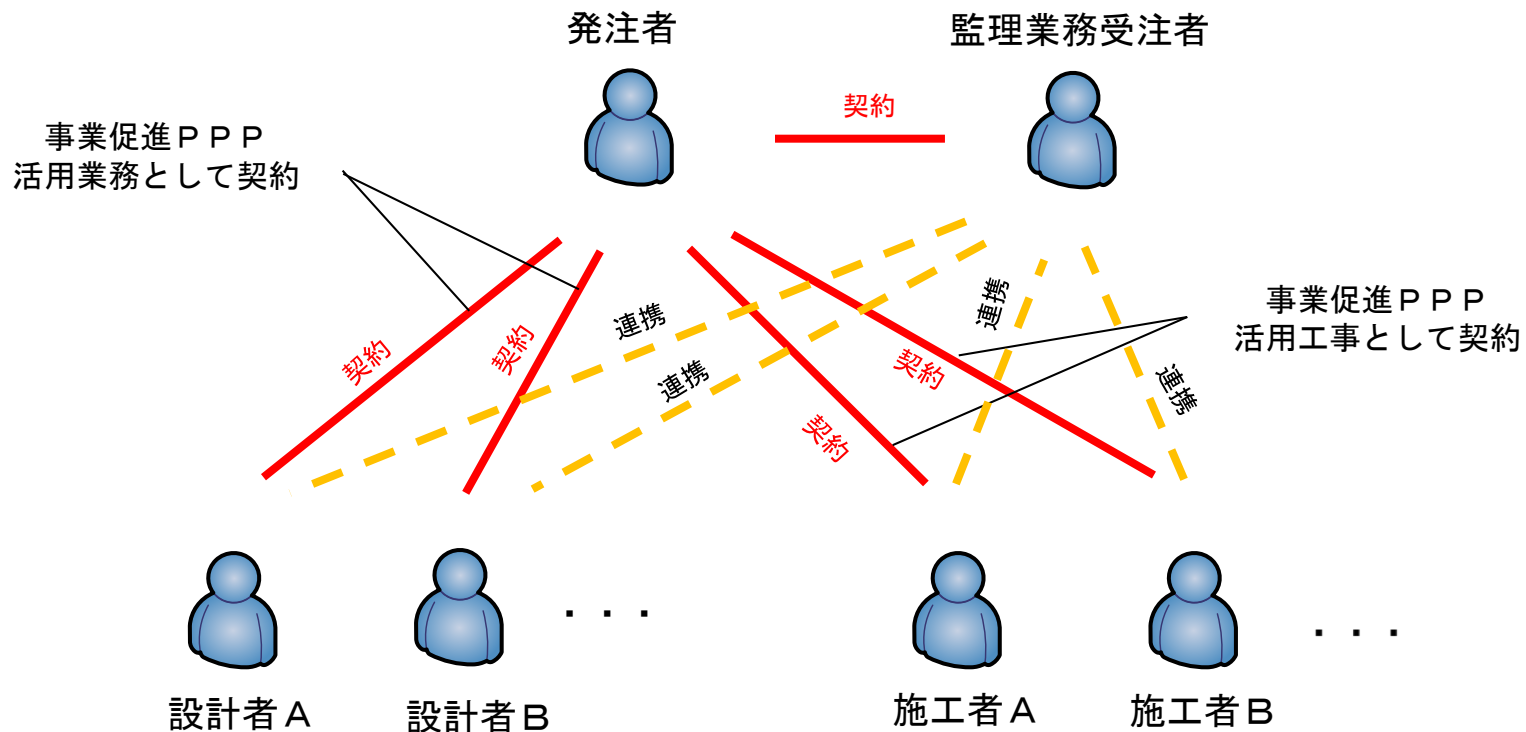 発注者
監理業務受注者
契約
事業促進ＰＰＰ
活用業務として契約
連携
事業促進ＰＰＰ
活用工事として契約
連携
契約
契約
連携
契約
連携
契約
・・・
・・・
設計者Ａ
設計者Ｂ
施工者Ａ
施工者Ｂ